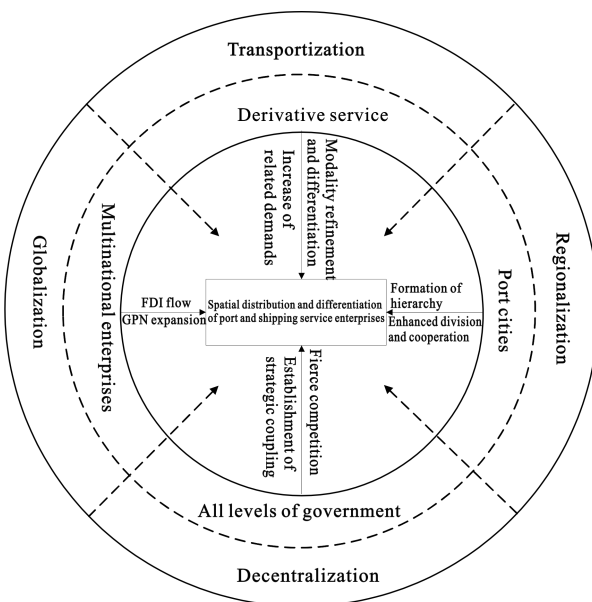 Transportization
Derivative service
Increase of
related demands
Modality refinement
and differentiation
Globalization
Multinational enterprises
FDI flow
GPN expansion
Spatial distribution and differentiation
of port and shipping service enterprises
Formation of
hierarchy
Enhanced division
and cooperation
Port cities
Regionalization
Fierce competition
Establishment of
strategic coupling
All levels of government
Decentralization